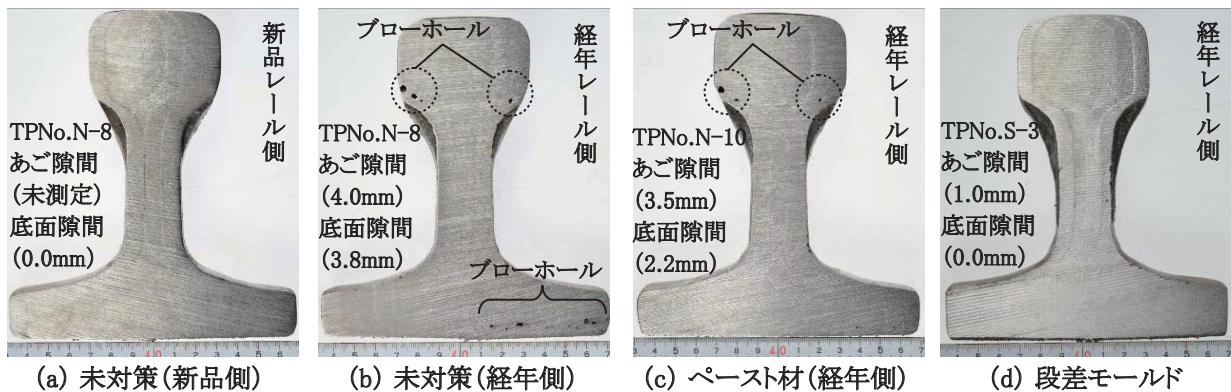 新品レール側
TPNo.N-8
あご隙間
(未測定)
底面隙間
(0.0mm)
(a) 未対策(新品側)
ブローホール
経年レール側
TPNo.N-8
あご隙間
(4.0mm)
底面隙間
(3.8mm)
ブローホール
(b) 未対策(経年側)
ブローホール
経年レール側
TPNo.N-10
あご隙間
(3.5mm)
底面隙間
(2.2mm)
(c) ペースト材(経年側)
経年レール側
TPNo.S-3
あご隙間
(1.0mm)
底面隙間
(0.0mm)
(d) 段差モールド